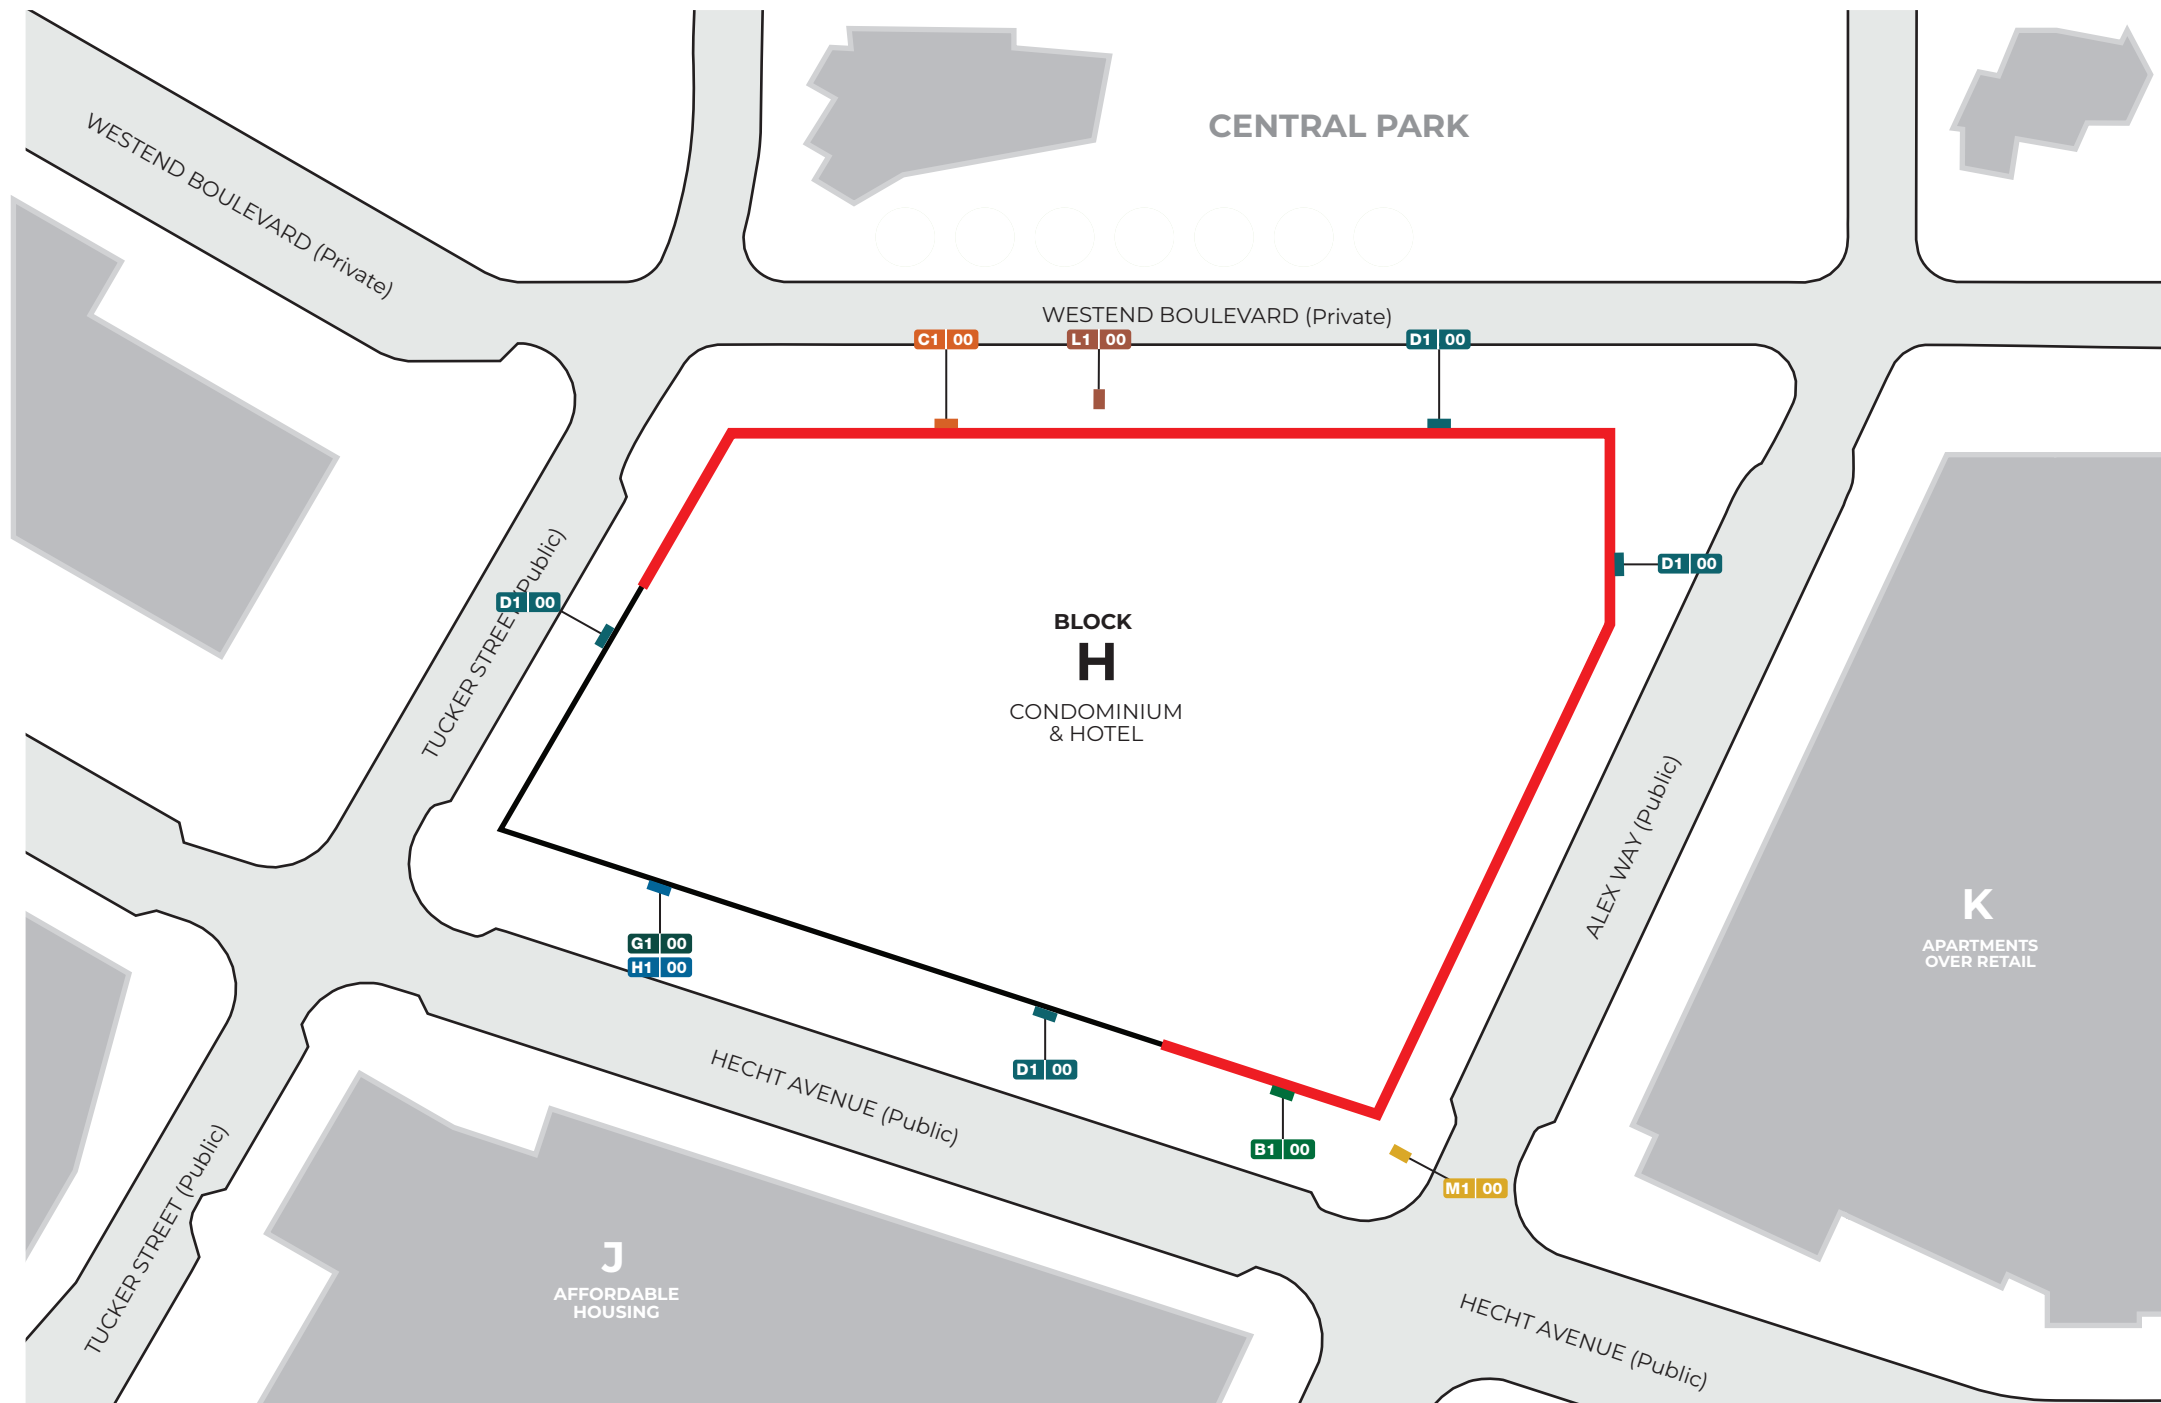 CENTRAL PARK
WESTEND BOULEVARD (Private)
WESTEND BOULEVARD (Private)
C1 00
L1 00
D1 00
D1 00
D1 00
TUCKER STREET (Public)
BLOCK
H
CONDOMINIUM
& HOTEL
ALEX WAY (Public)
K
APARTMENTS
OVER RETAIL
G1 00
H1 00
D1 00
HECHT AVENUE (Public)
B1 00
M1 00
TUCKER STREET (Public)
J
AFFORDABLE
HOUSING
HECHT AVENUE (Public)